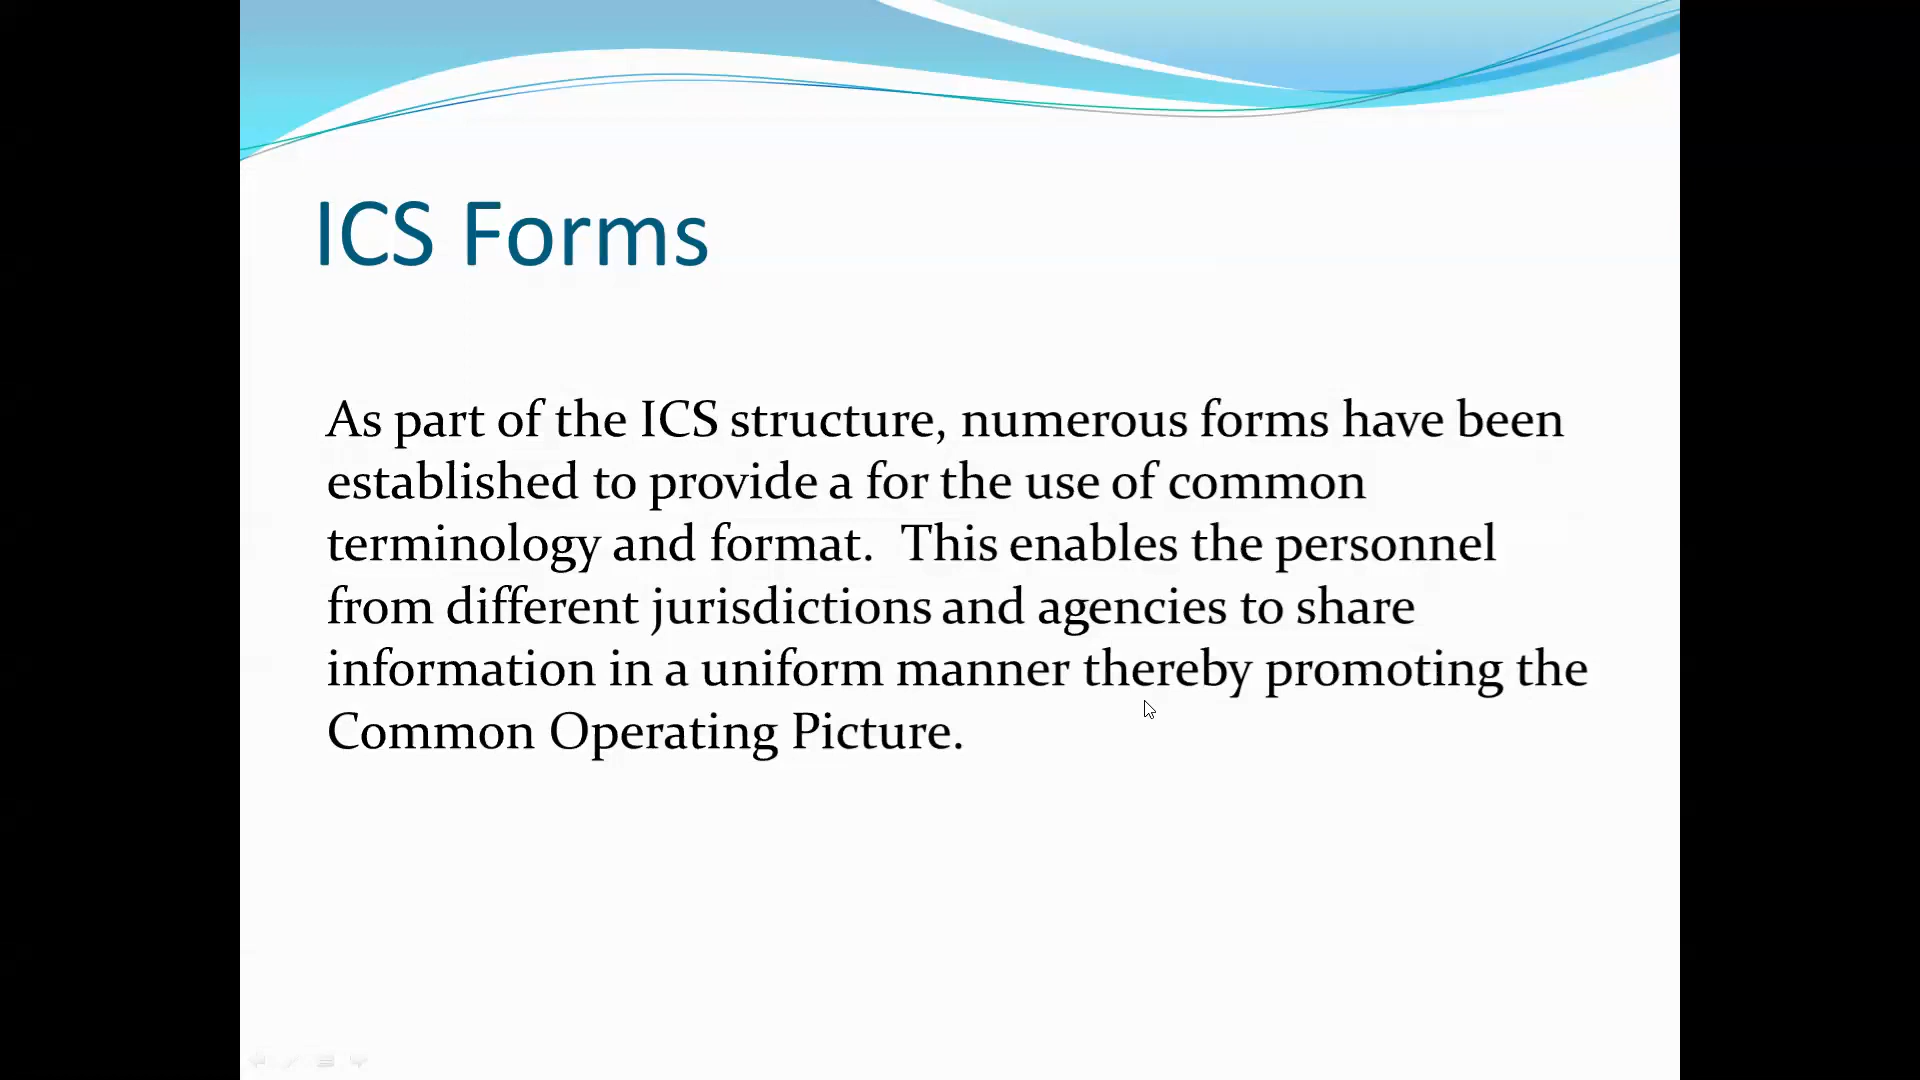 ICS Forms
As part of the ICS structure, numerous forms have been
established to provide a for the use of common
terminology and format.  This enables the personnel
from different jurisdictions and agencies to share
information in a uniform manner thereby promoting the
Common Operating Picture.